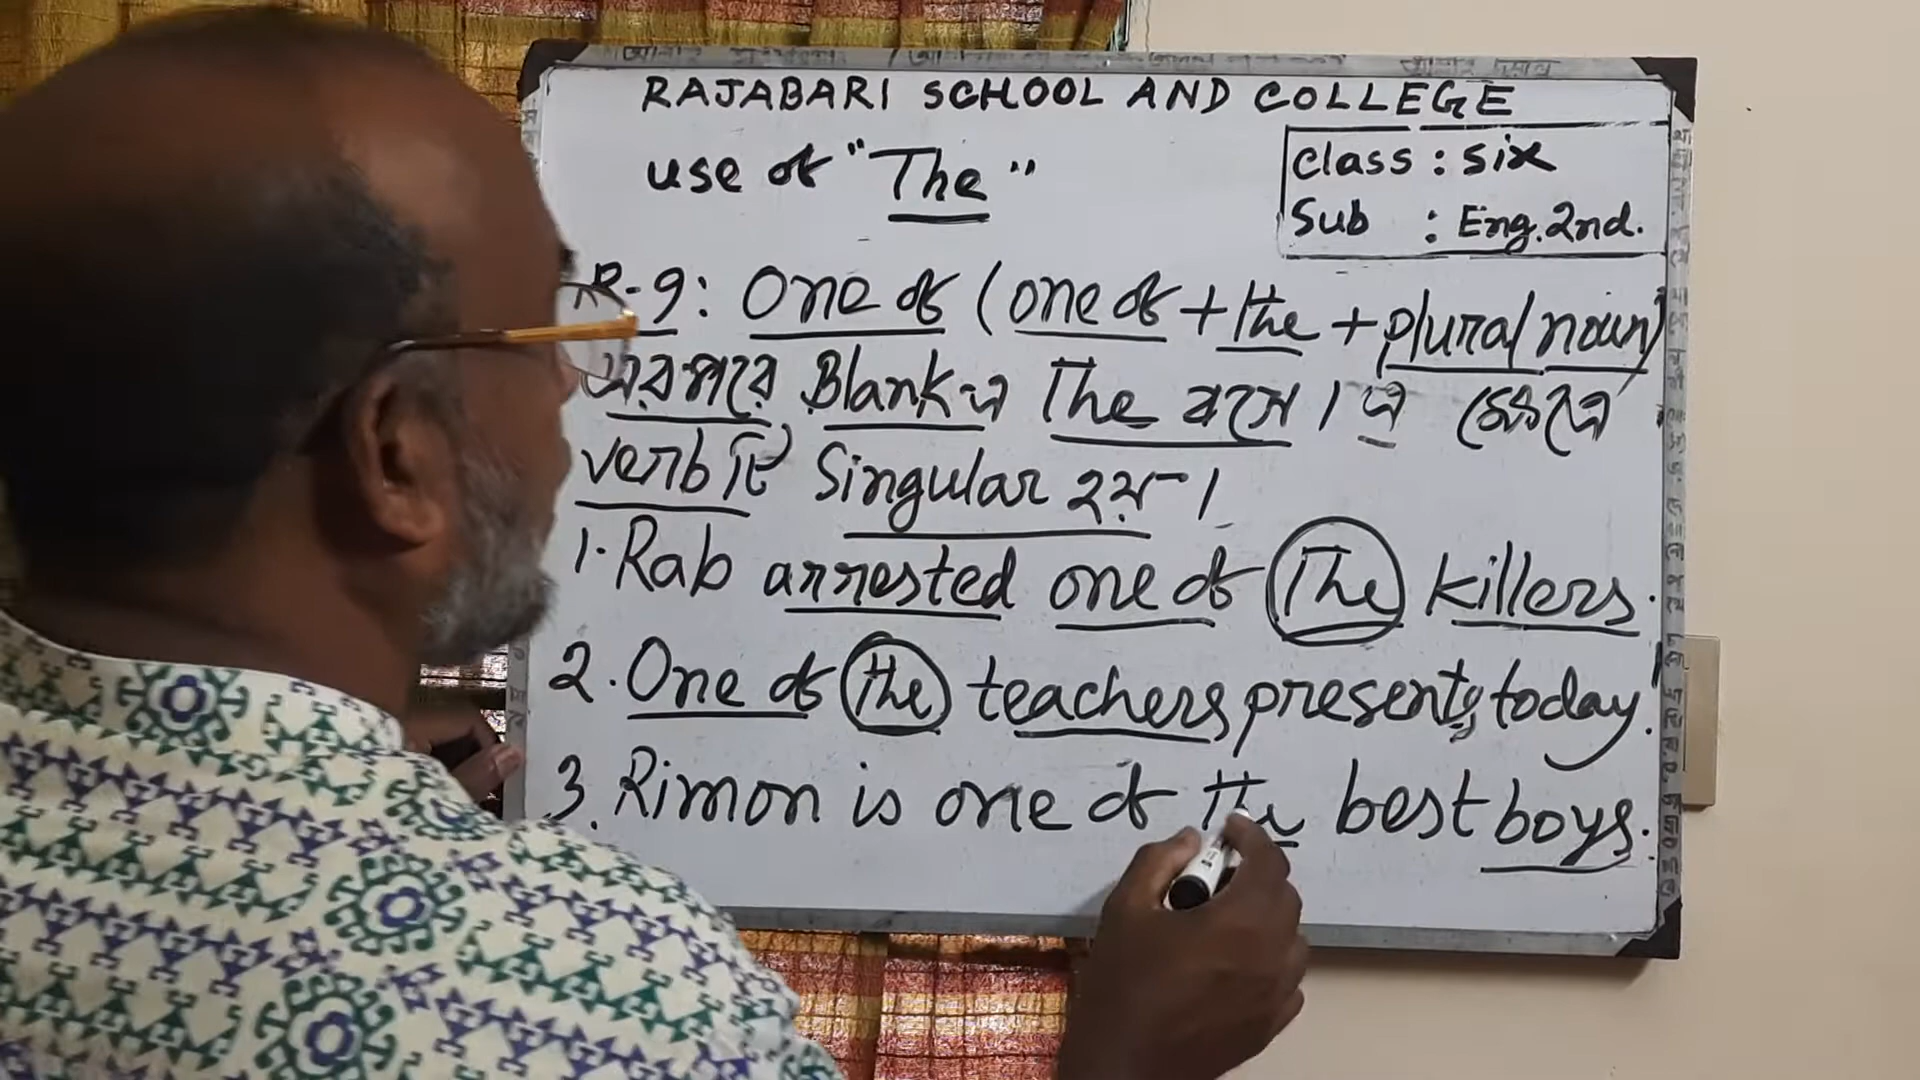 RAJABARI SCHOOL AND COLLEGE
use of "The"
Class : Six
Sub : Eng. 2nd.
R-9: One of (one of + the + plural noun)
এরপরে Blank এ The বসে। এ ক্ষেত্রে
verb টি Singular হয়।
1. Rab arrested one of The killers.
2. One of the teachers presents today.
3. Rimon is one of the best boys.